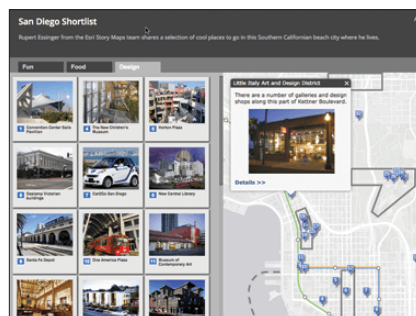 San Diego Shortlist
Rupert Essinger from the Esri Story Maps team shares a selection of cool places to go in this Southern Californian beach city where he lives.
Fun
Food
Design
Convention Center Sails
Pavilion
The New Children's
Museum
Horton Plaza
Gaslamp Victorian
buildings
7 Car2Go San Diego
New Central Library
Santa Fe Depot
One America Plaza
Museum of
Contemporary Art
Little Italy Art and Design District
There are a number of galleries and design
shops along this part of Kettner Boulevard.
Details >>